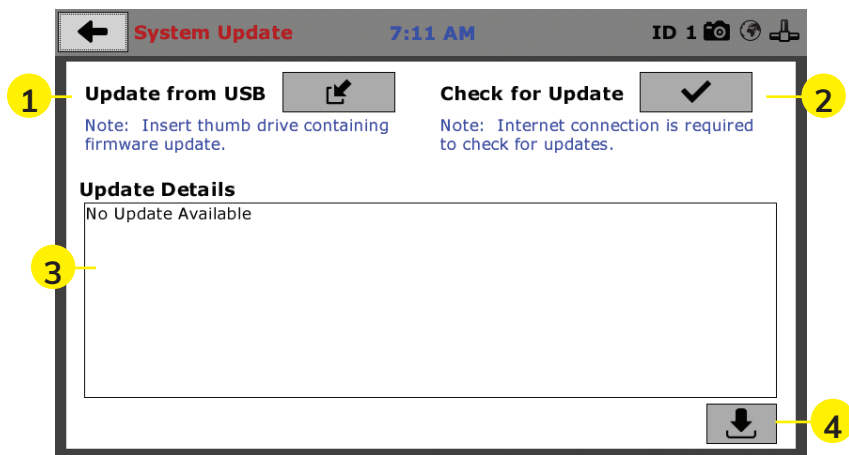 System Update 7:11 AM ID 1
1 Update from USB Check for Update 2
Note: Insert thumb drive containing
firmware update.
Note: Internet connection is required
to check for updates.
Update Details
No Update Available
3
4